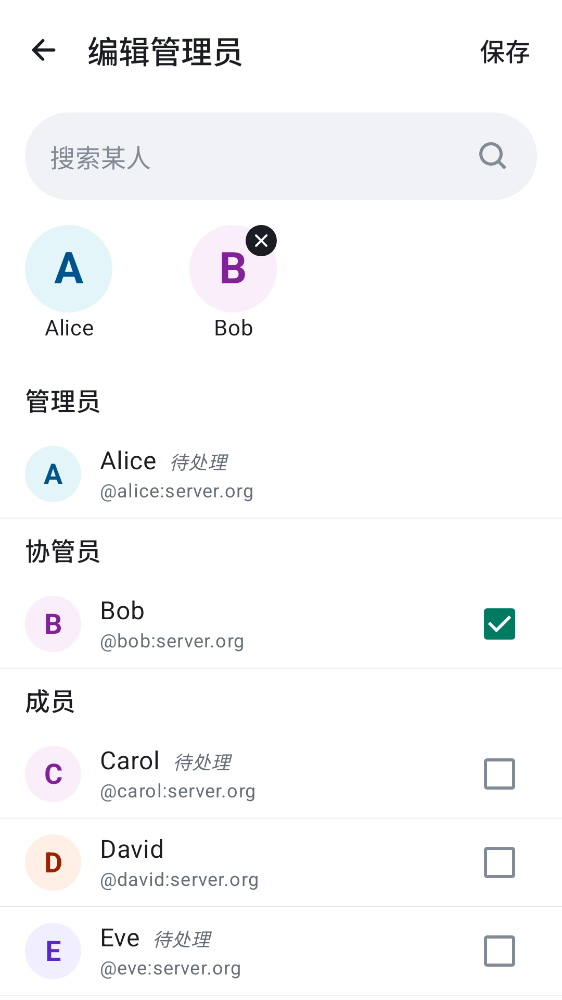 编辑管理员
保存
搜索某人
A
B
Alice
Bob
管理员
A
Alice 待处理
@alice:server.org
协管员
B
Bob
@bob:server.org
成员
C
Carol 待处理
@carol:server.org
D
David
@david:server.org
E
Eve 待处理
@eve:server.org